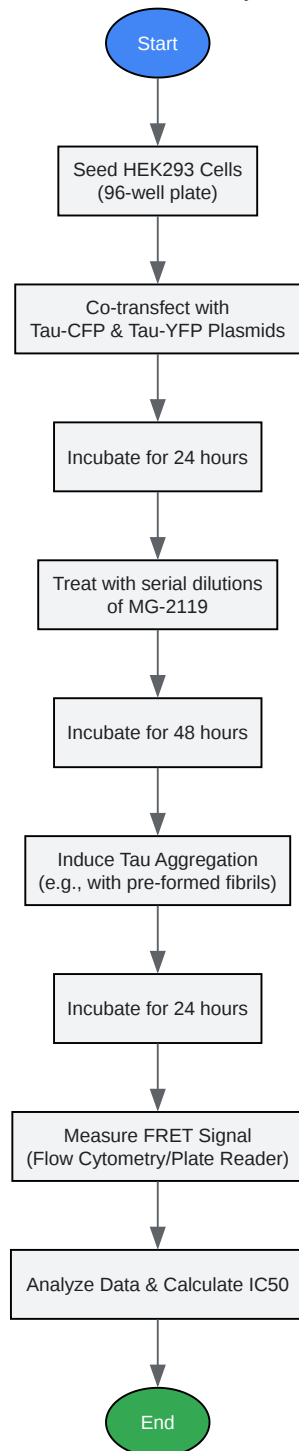 Start
Seed HEK293 Cells
(96-well plate)
Co-transfect with
Tau-CFP & Tau-YFP Plasmids
Incubate for 24 hours
Treat with serial dilutions
of MG-2119
Incubate for 48 hours
Induce Tau Aggregation
(e.g., with pre-formed fibrils)
Incubate for 24 hours
Measure FRET Signal
(Flow Cytometry/Plate Reader)
Analyze Data & Calculate IC50
End